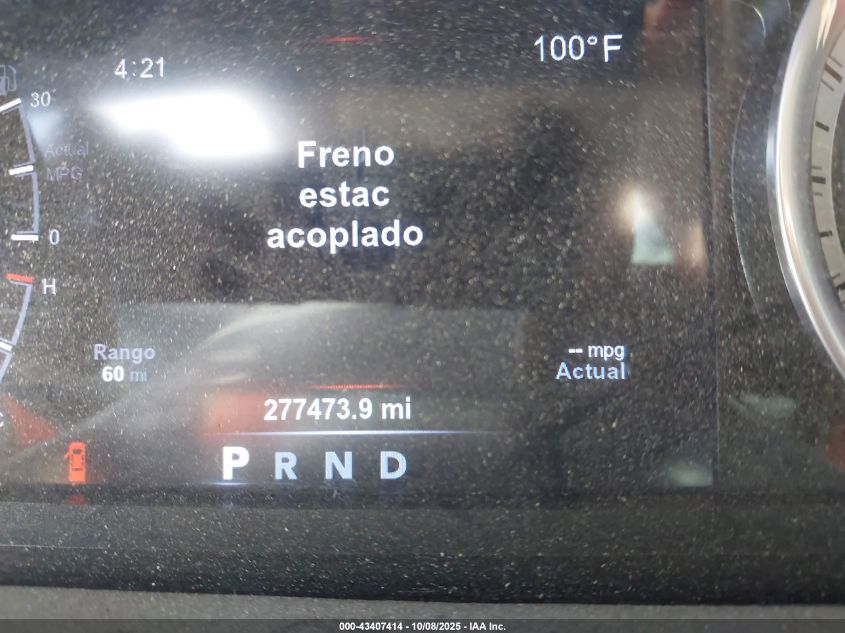 4:21
100°F
30
Actual
MPG
0
H
Freno
estac
acoplado
Rango
60 mi
-- mpg
Actual
277473.9 mi
P R N D
000-43407414 - 10/08/2025 - IAA Inc.